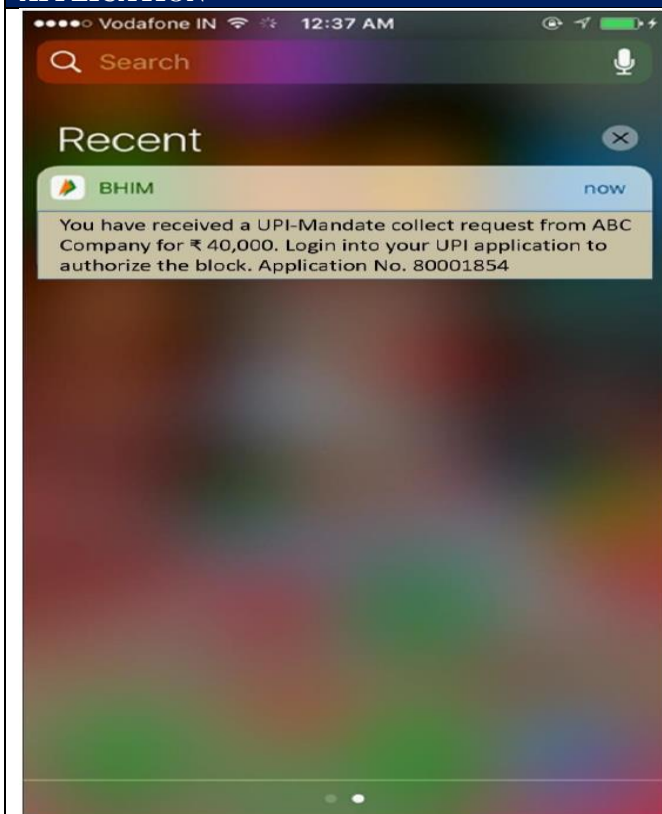 Vodafone IN 12:37 AM
Search
Recent
BHIM now
You have received a UPI-Mandate collect request from ABC
Company for ₹ 40,000. Login into your UPI application to
authorize the block. Application No. 80001854